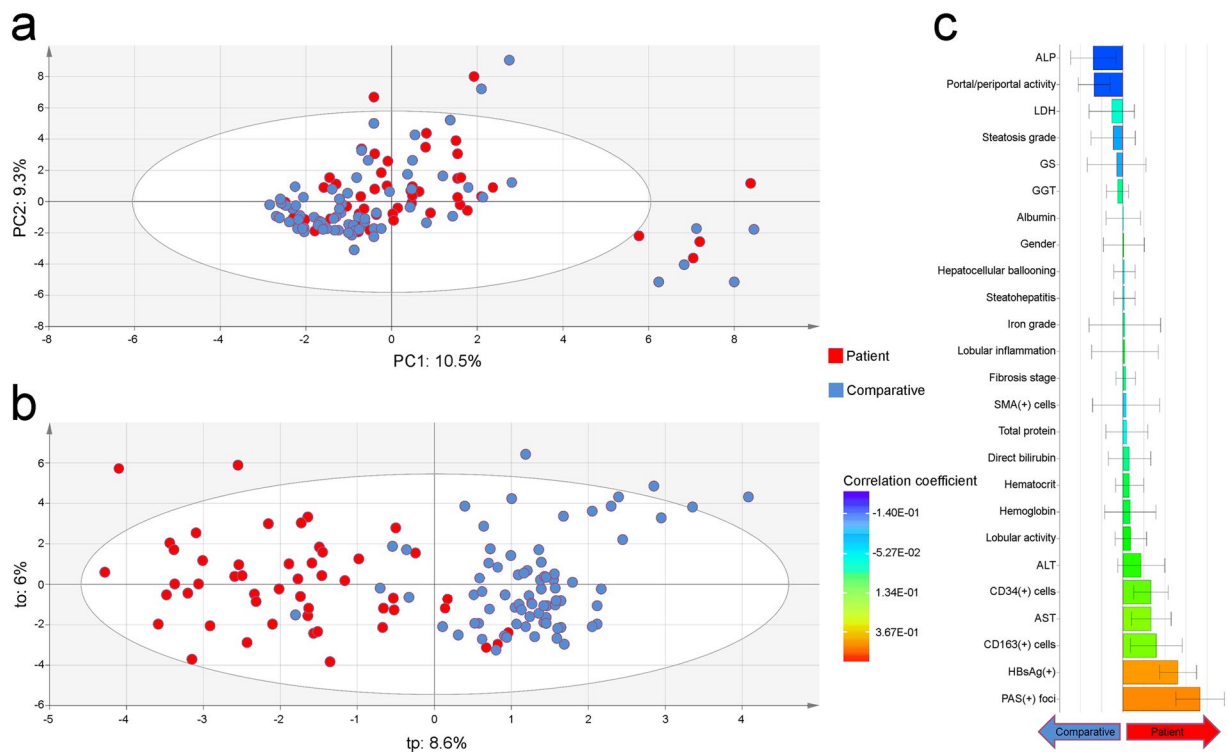 a
PC2: 9.3%
8
6
4
2
0
-2
-4
-6
-8
-8
-6
-4
-2
0
2
4
6
8
PC1: 10.5%
Patient
Comparative
b
to: 6%
6
4
2
0
-2
-4
-6
-5
-4
-3
-2
-1
0
1
2
3
4
tp: 8.6%
Correlation coefficient
-1.40E-01
-5.27E-02
1.34E-01
3.67E-01
c
ALP
Portal/periportal activity
LDH
Steatosis grade
GS
GGT
Albumin
Gender
Hepatocellular ballooning
Steatohepatitis
Iron grade
Lobular inflammation
Fibrosis stage
SMA(+) cells
Total protein
Direct bilirubin
Hematocrit
Hemoglobin
Lobular activity
ALT
CD34(+) cells
AST
CD163(+) cells
HBsAg(+)
PAS(+) foci
Comparative
Patient